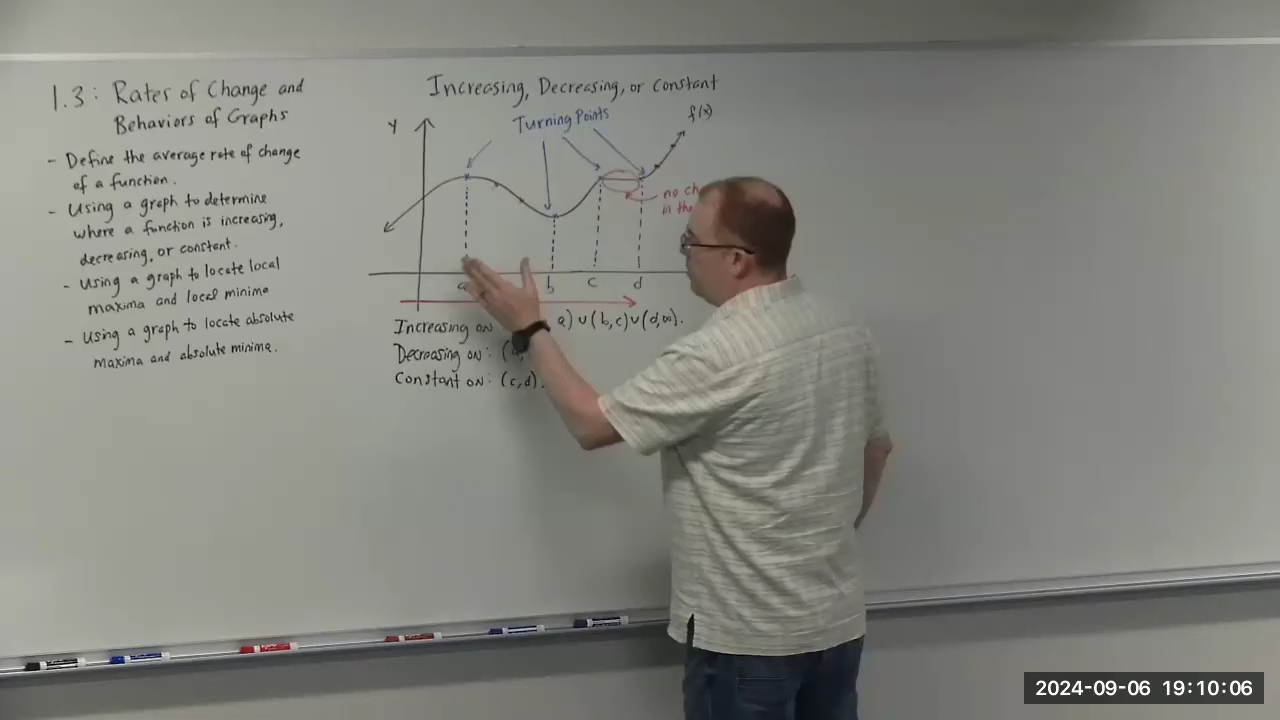 1.3: Rates of Change and
Behaviors of Graphs
- Define the average rate of change
of a function.
- Using a graph to determine
where a function is increasing,
decreasing, or constant.
- Using a graph to locate local
maxima and local minima
- Using a graph to locate absolute
maxima and absolute minima.
Increasing, Decreasing, or Constant
Turning Points
f(x)
y
no
in
a b c d
Increasing on a) ∪ (b,c) ∪ (d,∞).
Decreasing on: (
Constant on: (c,d).
2024-09-06 19:10:06